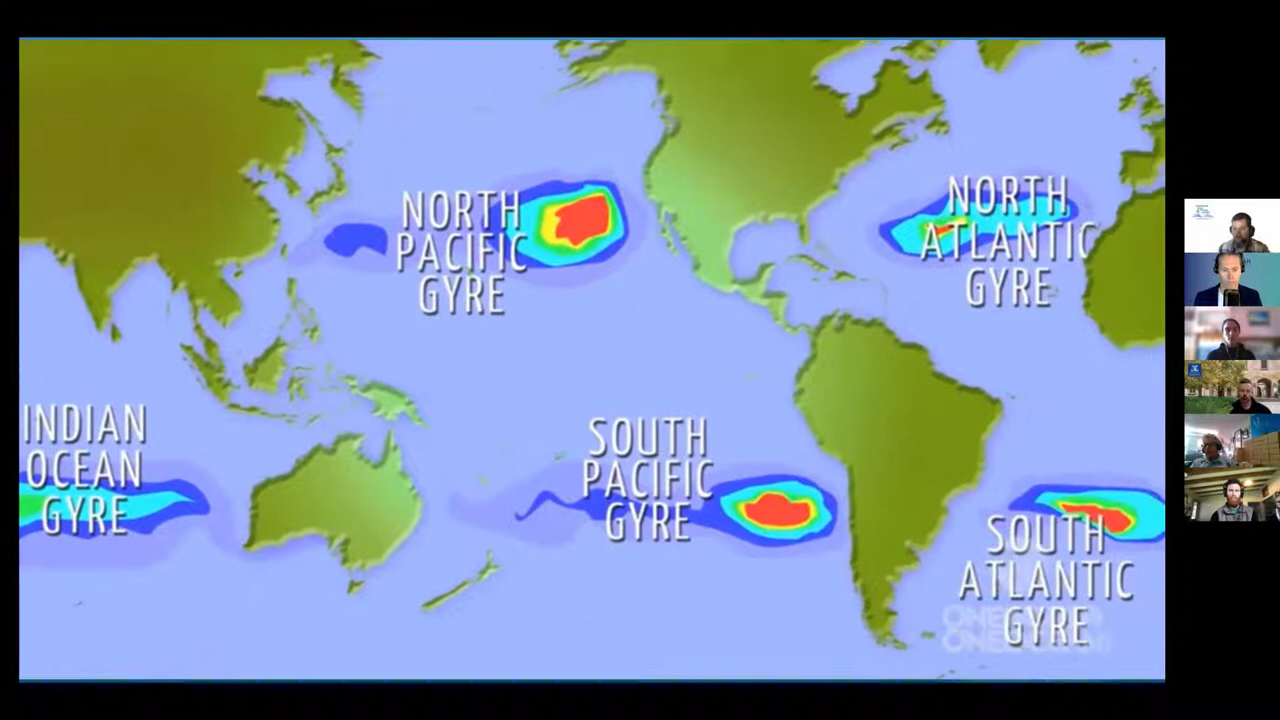 NORTH
PACIFIC
GYRE
NORTH
ATLANTIC
GYRE
INDIAN
OCEAN
GYRE
SOUTH
PACIFIC
GYRE
SOUTH
ATLANTIC
GYRE